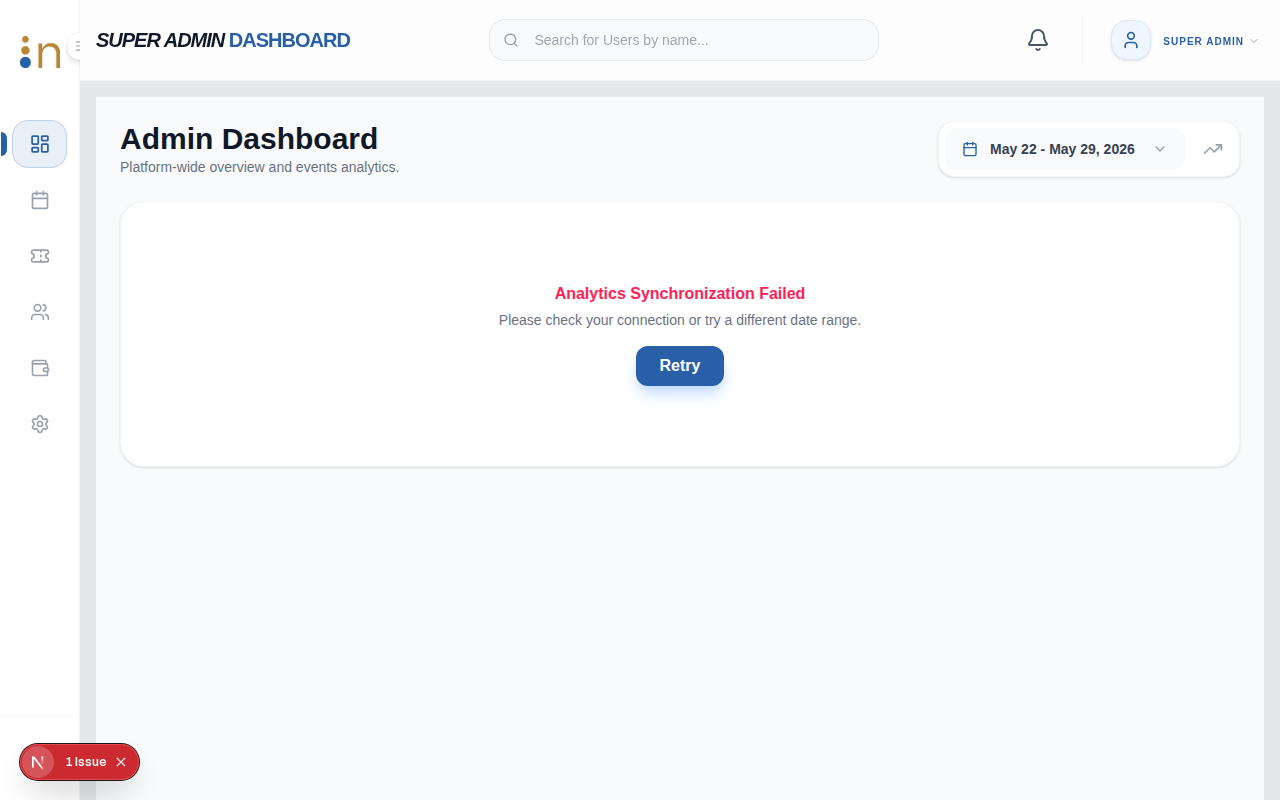 in
SUPER ADMIN DASHBOARD
Search for Users by name...
SUPER ADMIN
Admin Dashboard
Platform-wide overview and events analytics.
May 22 - May 29, 2026
Analytics Synchronization Failed
Please check your connection or try a different date range.
Retry
N
1 Issue